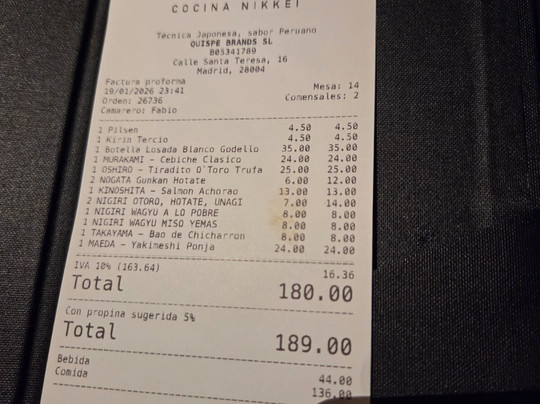 COCINA NIKKEI
Técnica Japonesa, sabor Peruano
QUISPE BRANDS SL
B05341789
Calle Santa Teresa, 16
Madrid, 28004
Factura proforma
19/01/2026 23:41 Mesa: 14
Orden: 26736 Comensales: 2
Camarero: Fabio
1 Pilsen 4.50 4.50
1 Kirin Tercio 4.50 4.50
1 Botella Losada Blanco Godello 35.00 35.00
1 MURAKAMI - Cebiche Clasico 24.00 24.00
1 OSHIRO - Tiradito O'Toro Trufa 25.00 25.00
2 NOGATA Gunkan Hotate 6.00 12.00
1 KINOSHITA - Salmon Achorao 13.00 13.00
2 NIGIRI OTORO, HOTATE, UNAGI 7.00 14.00
1 NIGIRI WAGYU A LO POBRE 8.00 8.00
1 NIGIRI WAGYU MISO YEMAS 8.00 8.00
1 TAKAYAMA - Bao de Chicharron 8.00 8.00
1 MAEDA - Yakimeshi Ponja 24.00 24.00
IVA 10% (163.64) 16.36
Total 180.00
Con propina sugerida 5%
Total 189.00
Bebida 44.00
Comida 136.00